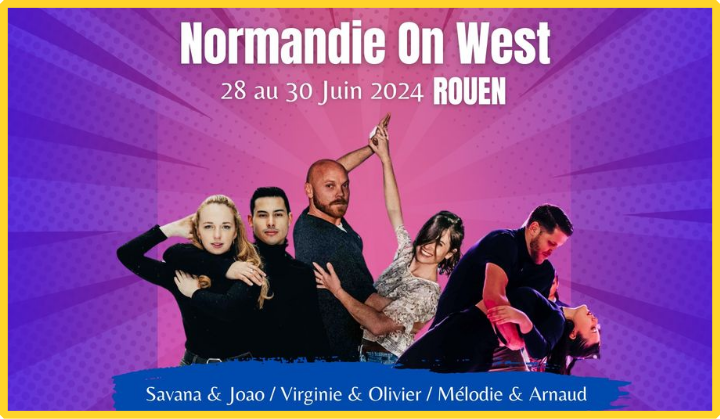 Normandie On West
28 au 30 Juin 2024 ROUEN
Savana & Joao / Virginie & Olivier / Mélodie & Arnaud